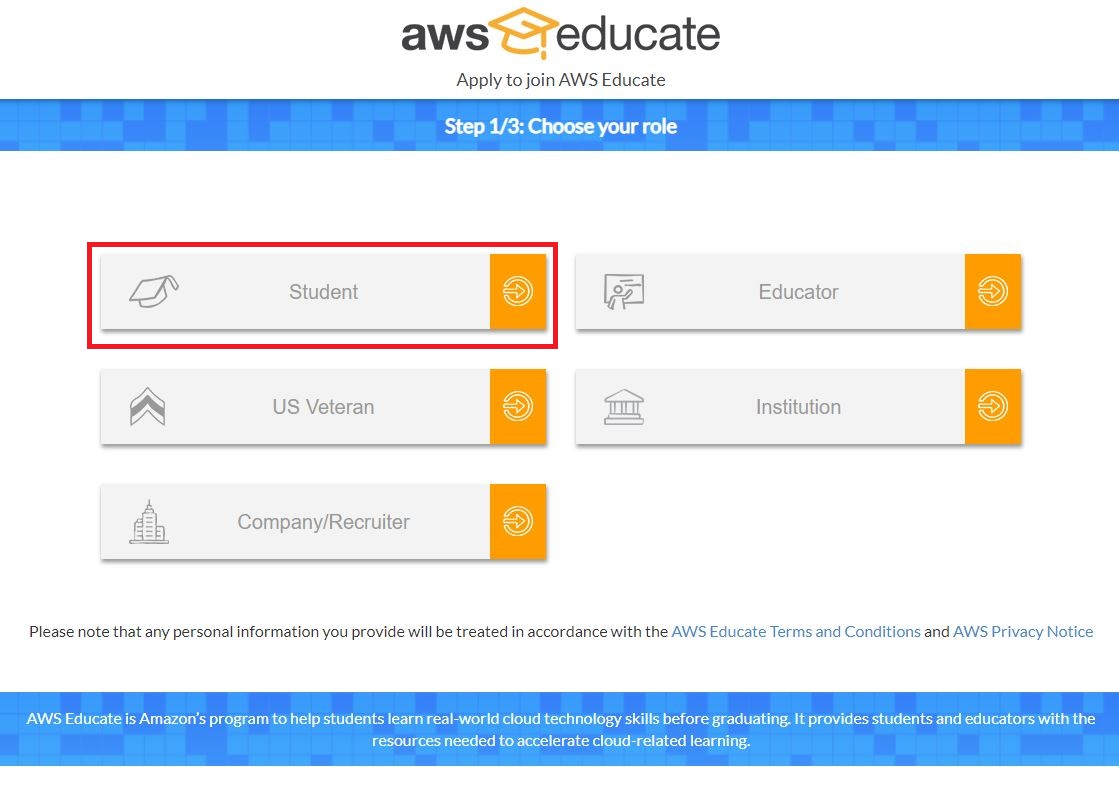 aws educate
Apply to join AWS Educate
Step 1/3: Choose your role
Student
Educator
US Veteran
Institution
Company/Recruiter
Please note that any personal information you provide will be treated in accordance with the AWS Educate Terms and Conditions and AWS Privacy Notice
AWS Educate is Amazon's program to help students learn real-world cloud technology skills before graduating. It provides students and educators with the
resources needed to accelerate cloud-related learning.